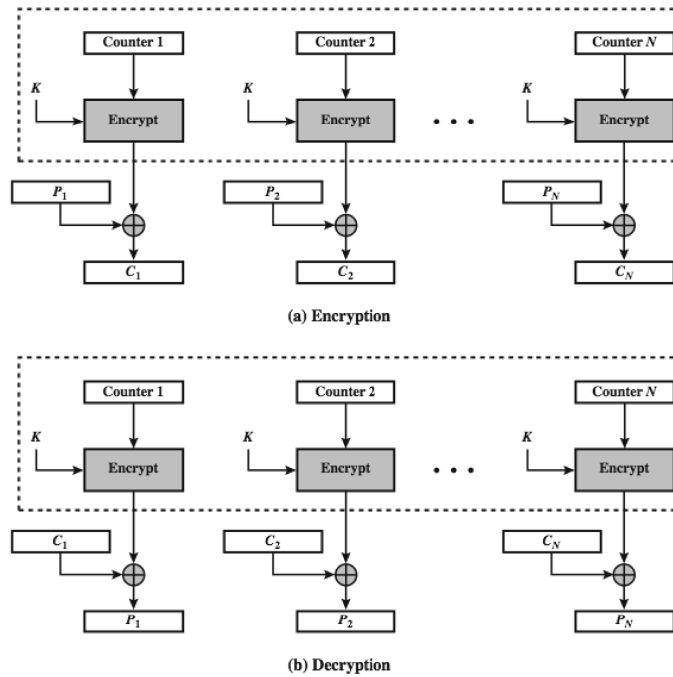 Counter 1 Counter 2 Counter N
K K K
Encrypt Encrypt • • • Encrypt
P1 P2 PN
C1 C2 CN
(a) Encryption
Counter 1 Counter 2 Counter N
K K K
Encrypt Encrypt • • • Encrypt
C1 C2 CN
P1 P2 PN
(b) Decryption